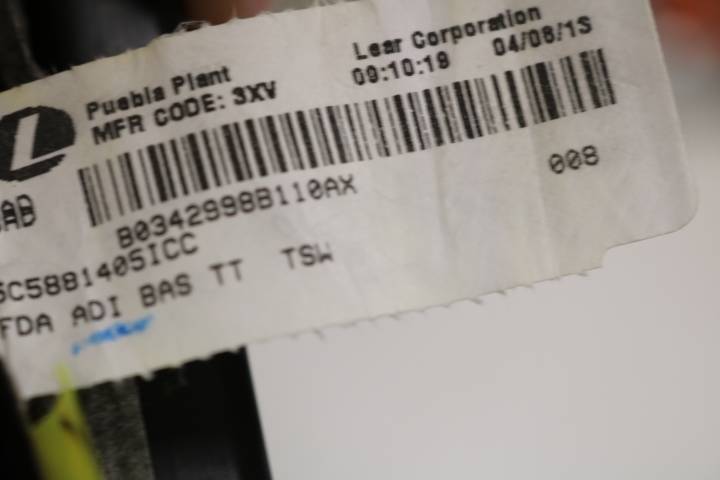 Lear Corporation
Puebla Plant 09:10:19 04/08/15
MFR CODE: 3XV
008
B0342998B110AX
5C5881405ICC
FDA ADI BAS TT TSW